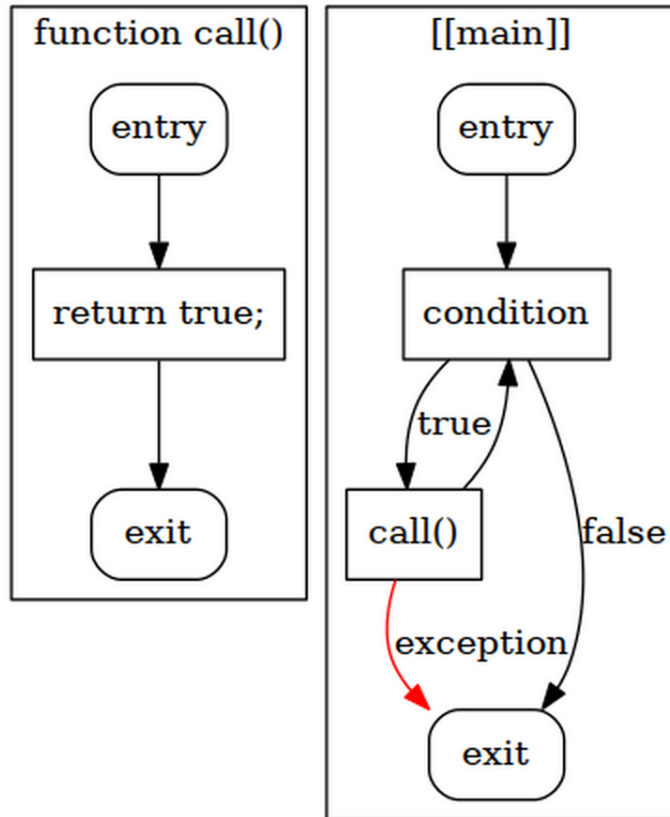 function call()
entry
return true;
exit
[[main]]
entry
condition
true
call()
false
exception
exit